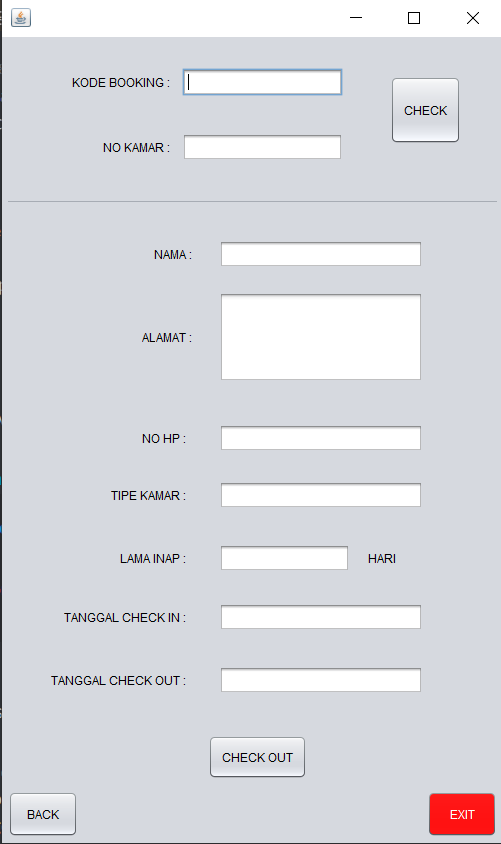 KODE BOOKING :
CHECK
NO KAMAR :
NAMA :
ALAMAT :
NO HP :
TIPE KAMAR :
LAMA INAP :
HARI
TANGGAL CHECK IN :
TANGGAL CHECK OUT :
CHECK OUT
BACK
EXIT